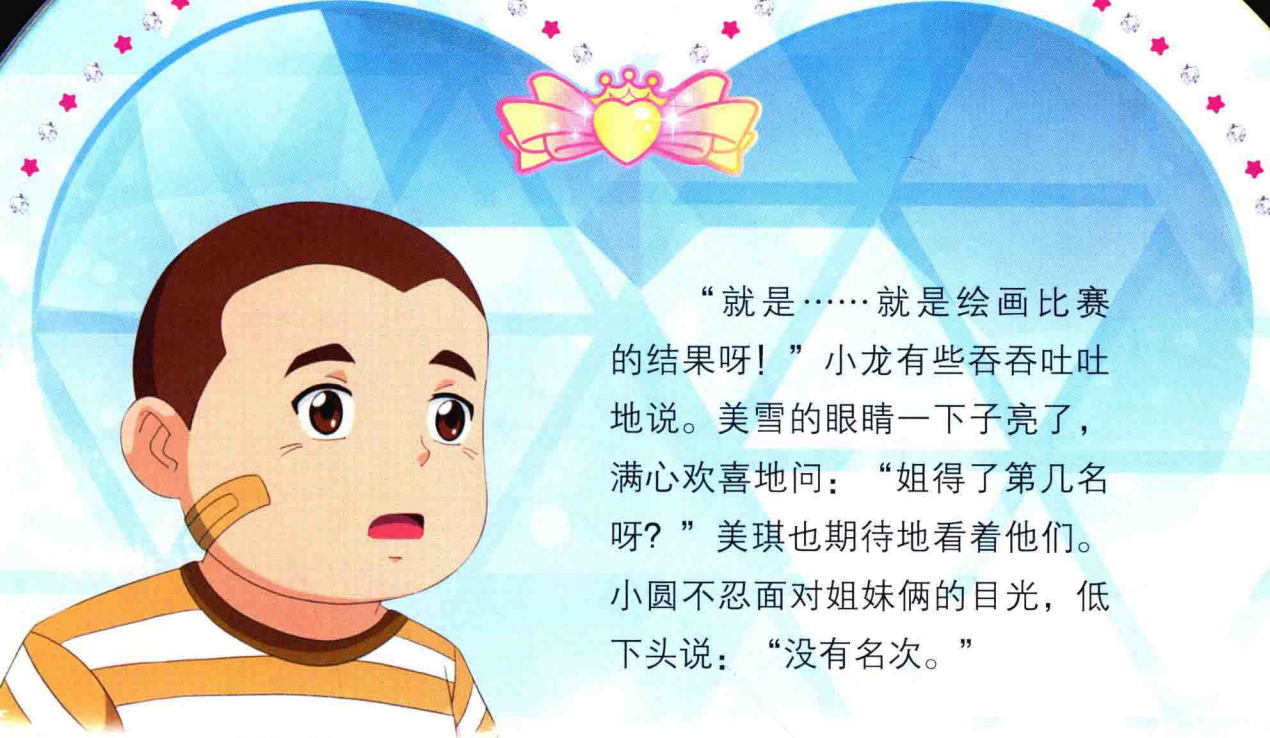 “就是……就是绘画比赛
的结果呀！”小龙有些吞吞吐吐
地说。美雪的眼睛一下子亮了，
满心欢喜地问：“姐得了第几名
呀？”美琪也期待地看着他们。
小圆不忍面对姐妹俩的目光，低
下头说：“没有名次。”